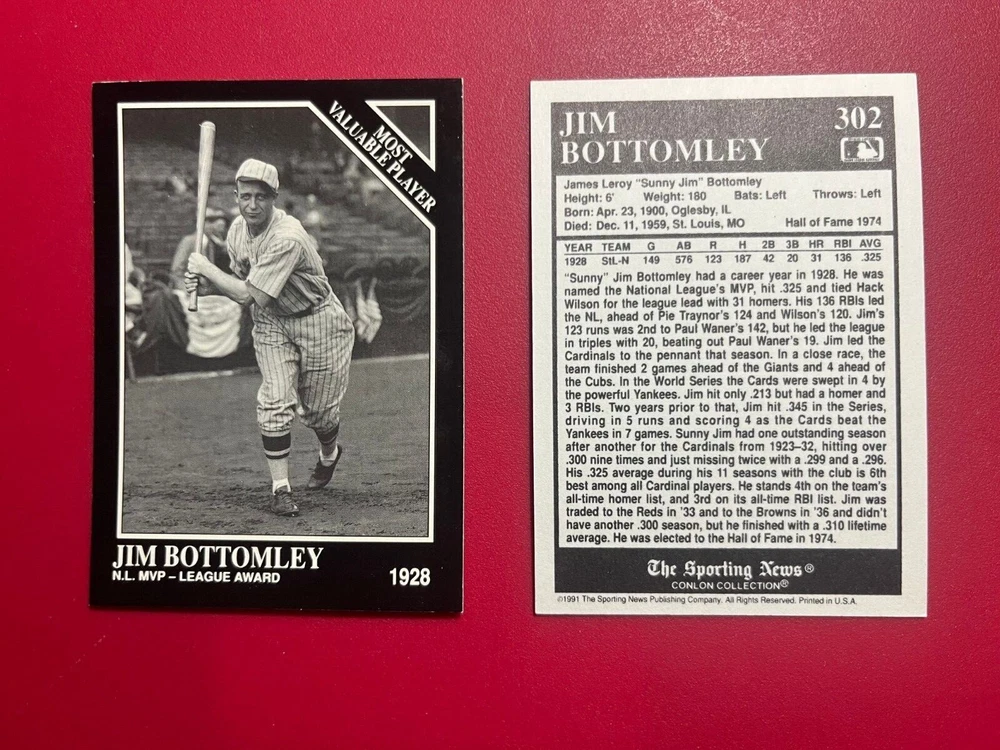 MOST
VALUABLE PLAYER
JIM BOTTOMLEY
N.L. MVP – LEAGUE AWARD
1928
JIM
BOTTOMLEY
302
James Leroy "Sunny Jim" Bottomley
Height: 6' Weight: 180 Bats: Left Throws: Left
Born: Apr. 23, 1900, Oglesby, IL
Died: Dec. 11, 1959, St. Louis, MO Hall of Fame 1974
YEAR TEAM G AB R H 2B 3B HR RBI AVG
1928 StL-N 149 576 123 187 42 20 31 136 .325
"Sunny" Jim Bottomley had a career year in 1928. He was
named the National League's MVP, hit .325 and tied Hack
Wilson for the league lead with 31 homers. His 136 RBIs led
the NL, ahead of Pie Traynor's 124 and Wilson's 120. Jim's
123 runs was 2nd to Paul Waner's 142, but he led the league
in triples with 20, beating out Paul Waner's 19. Jim led the
Cardinals to the pennant that season. In a close race, the
team finished 2 games ahead of the Giants and 4 ahead of
the Cubs. In the World Series the Cards were swept in 4 by
the powerful Yankees. Jim hit only .213 but had a homer and
3 RBIs. Two years prior to that, Jim hit .345 in the Series,
driving in 5 runs and scoring 4 as the Cards beat the
Yankees in 7 games. Sunny Jim had one outstanding season
after another for the Cardinals from 1923–32, hitting over
.300 nine times and just missing twice with a .299 and a .296.
His .325 average during his 11 seasons with the club is 6th
best among all Cardinal players. He stands 4th on the team's
all-time homer list, and 3rd on its all-time RBI list. Jim was
traded to the Reds in '33 and to the Browns in '36 and didn't
have another .300 season, but he finished with a .310 lifetime
average. He was elected to the Hall of Fame in 1974.
The Sporting News®
CONLON COLLECTION®
©1991 The Sporting News Publishing Company. All Rights Reserved. Printed in U.S.A.